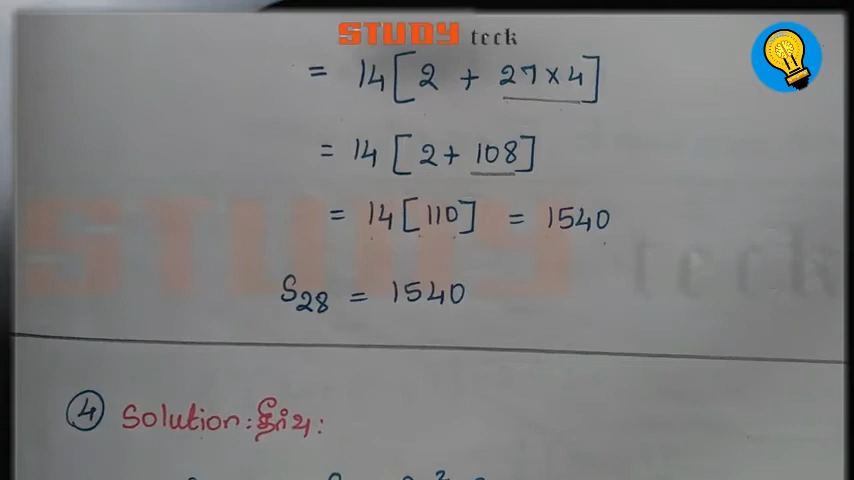 STUDY teck
= 14[2 + 27×4]
= 14[2+108]
= 14[110] = 1540
S₂₈ = 1540
④ Solution: தீர்வு: